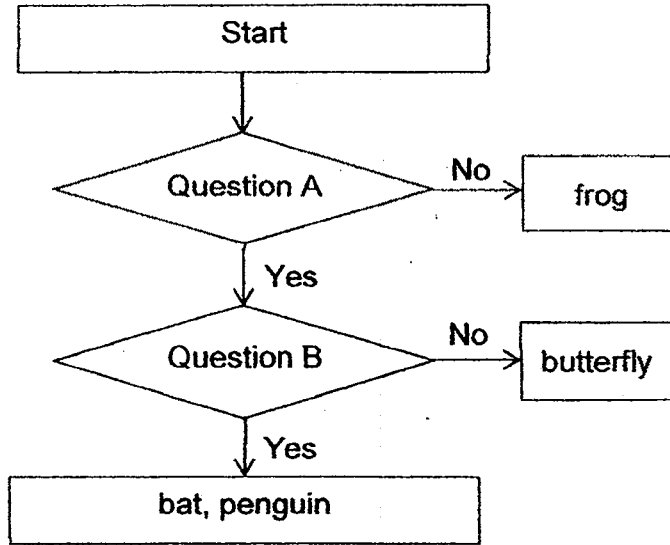 Start
Question A
No
frog
Yes
Question B
No
butterfly
Yes
bat, penguin